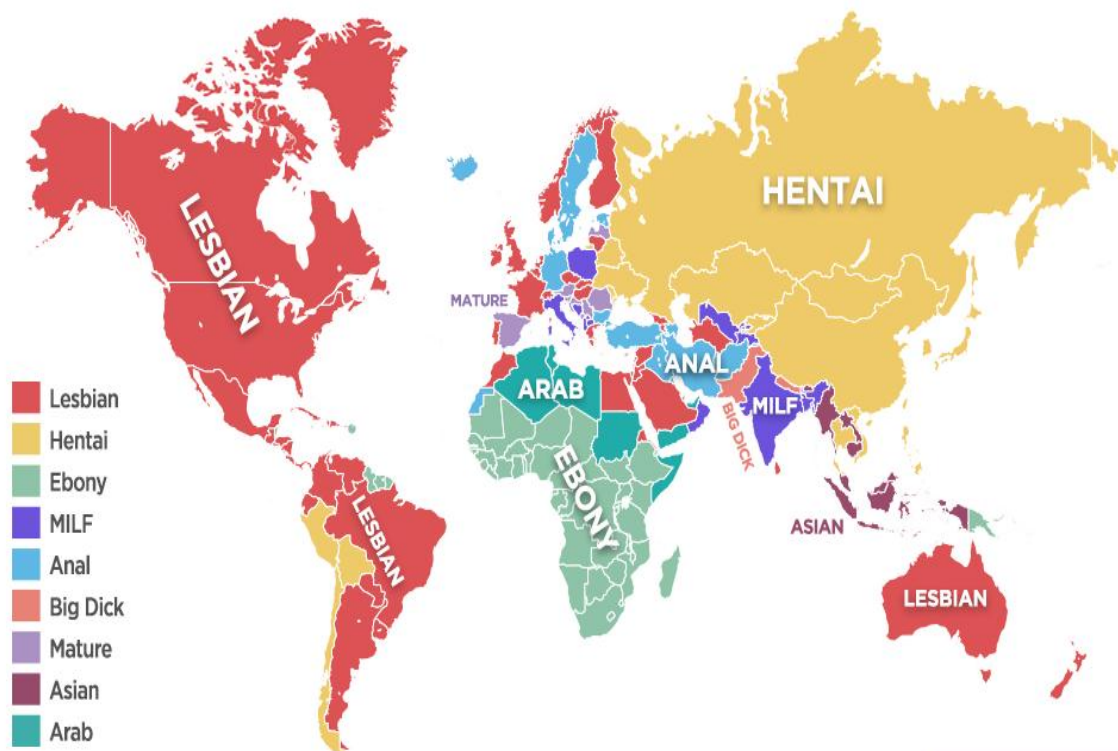 LESBIAN
HENTAI
MATURE
ARAB
ANAL
MILF
BIG DICK
EBONY
LESBIAN
ASIAN
LESBIAN
Lesbian
Hentai
Ebony
MILF
Anal
Big Dick
Mature
Asian
Arab